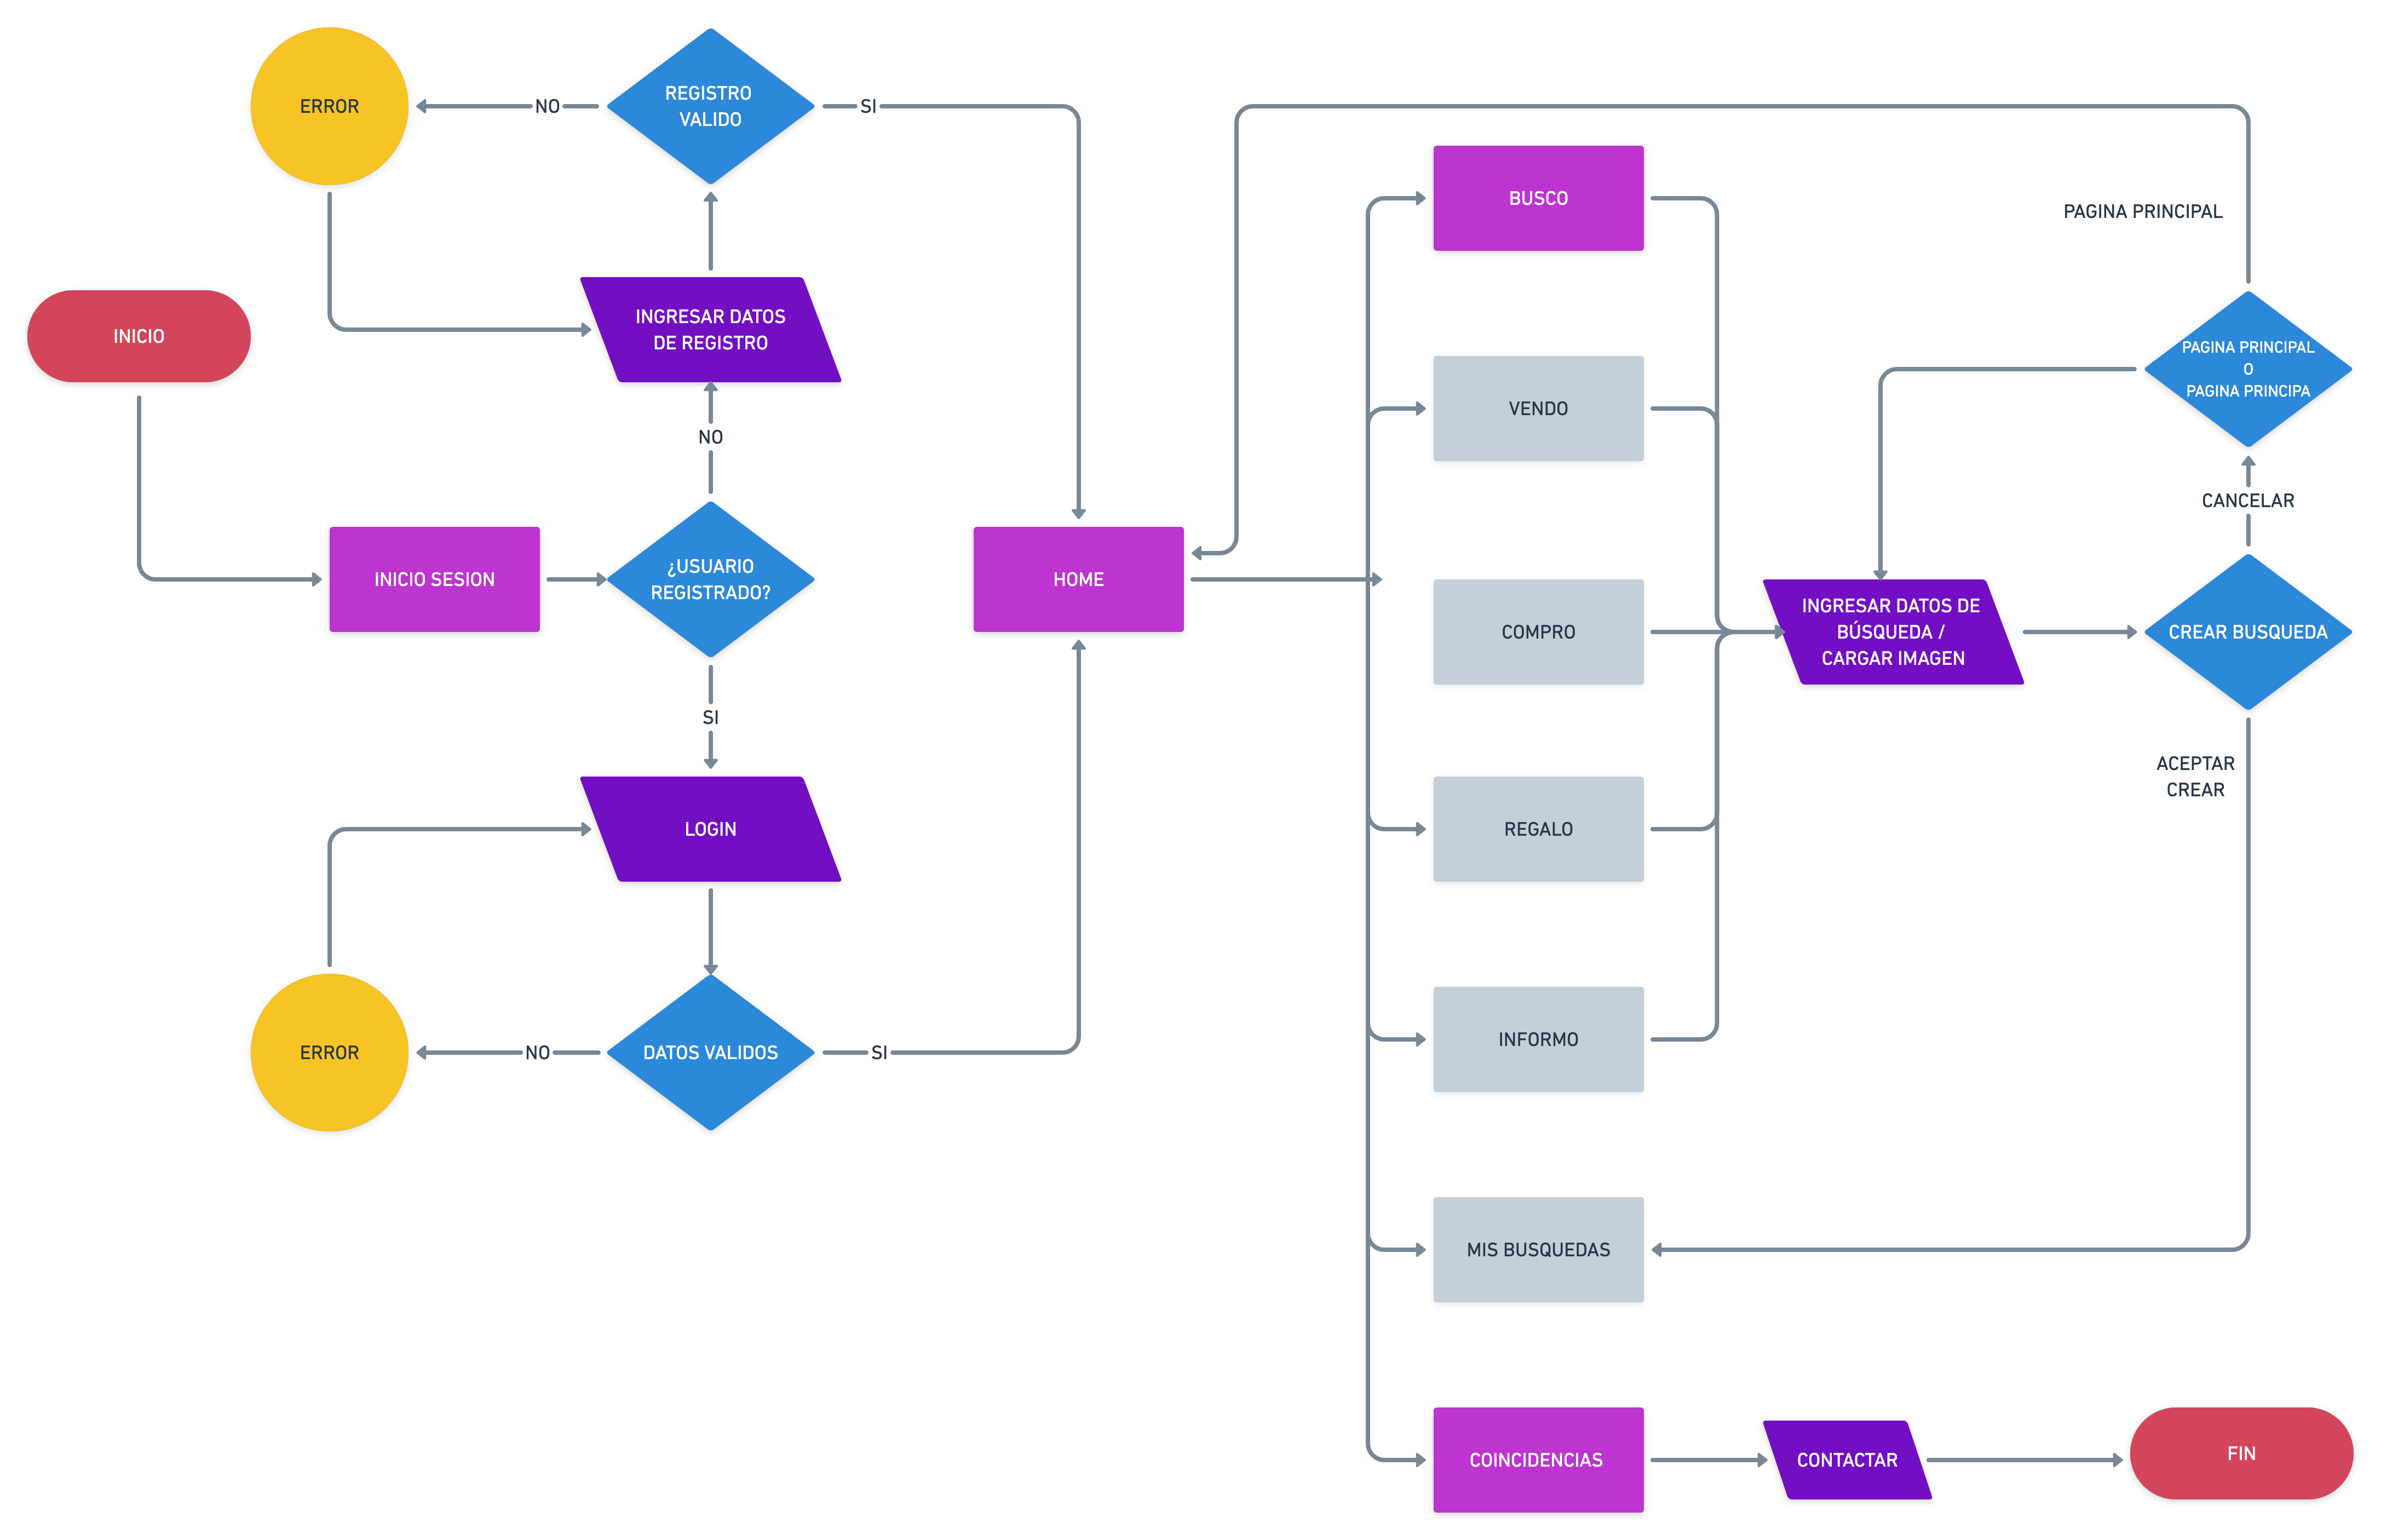 ERROR
NO
REGISTRO
VALIDO
SI
INGRESAR DATOS
DE REGISTRO
INICIO
NO
INICIO SESION
¿USUARIO
REGISTRADO?
SI
LOGIN
ERROR
NO
DATOS VALIDOS
SI
HOME
BUSCO
VENDO
COMPRO
REGALO
INFORMO
MIS BUSQUEDAS
COINCIDENCIAS
PAGINA PRINCIPAL
PAGINA PRINCIPAL
O
PAGINA PRINCIPA
CANCELAR
INGRESAR DATOS DE
BÚSQUEDA /
CARGAR IMAGEN
CREAR BUSQUEDA
ACEPTAR
CREAR
CONTACTAR
FIN